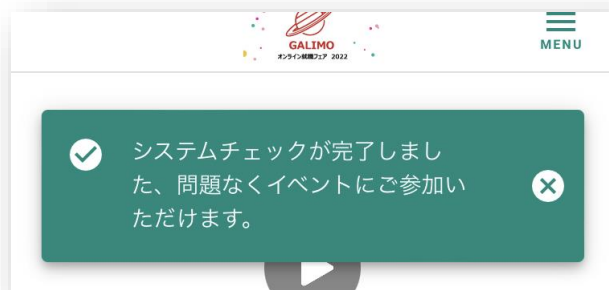 GALIMO
オンライン就職フェア 2022
MENU
システムチェックが完了しまし
た、問題なくイベントにご参加い
ただけます。